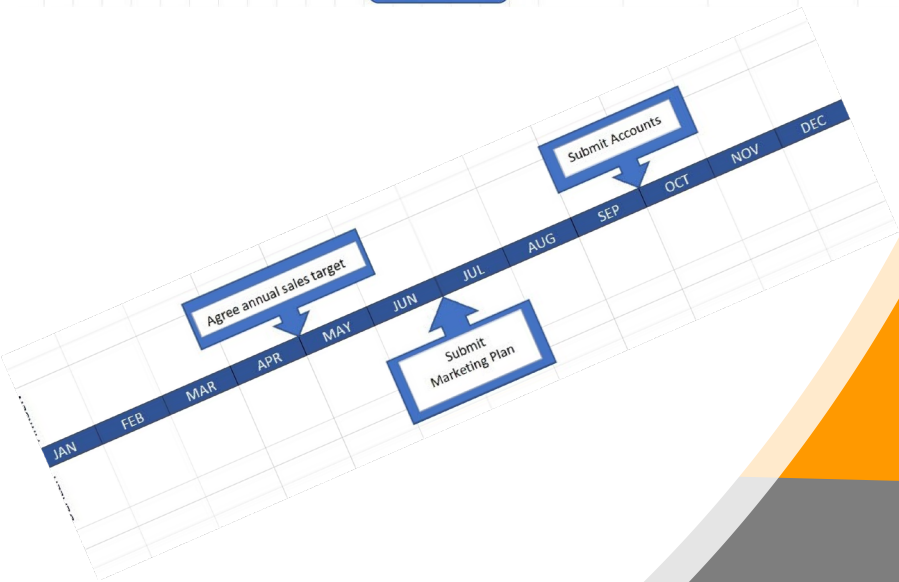 Submit Accounts
Agree annual sales target
JAN FEB MAR APR MAY JUN JUL AUG SEP OCT NOV DEC
Submit
Marketing Plan